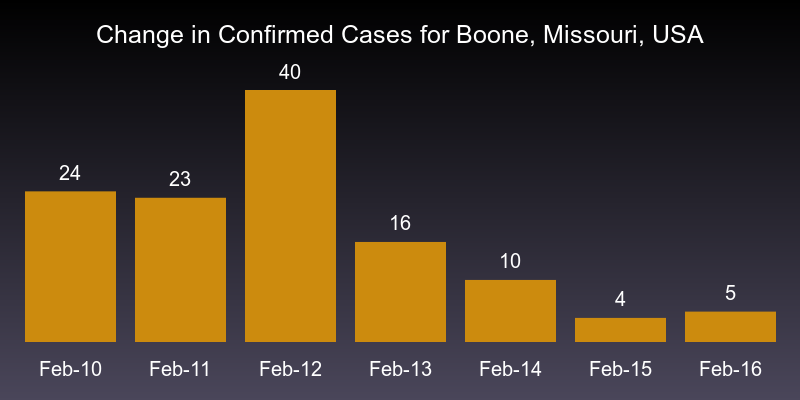 Change in Confirmed Cases for Boone, Missouri, USA
40
24
23
16
10
4
5
Feb-10
Feb-11
Feb-12
Feb-13
Feb-14
Feb-15
Feb-16